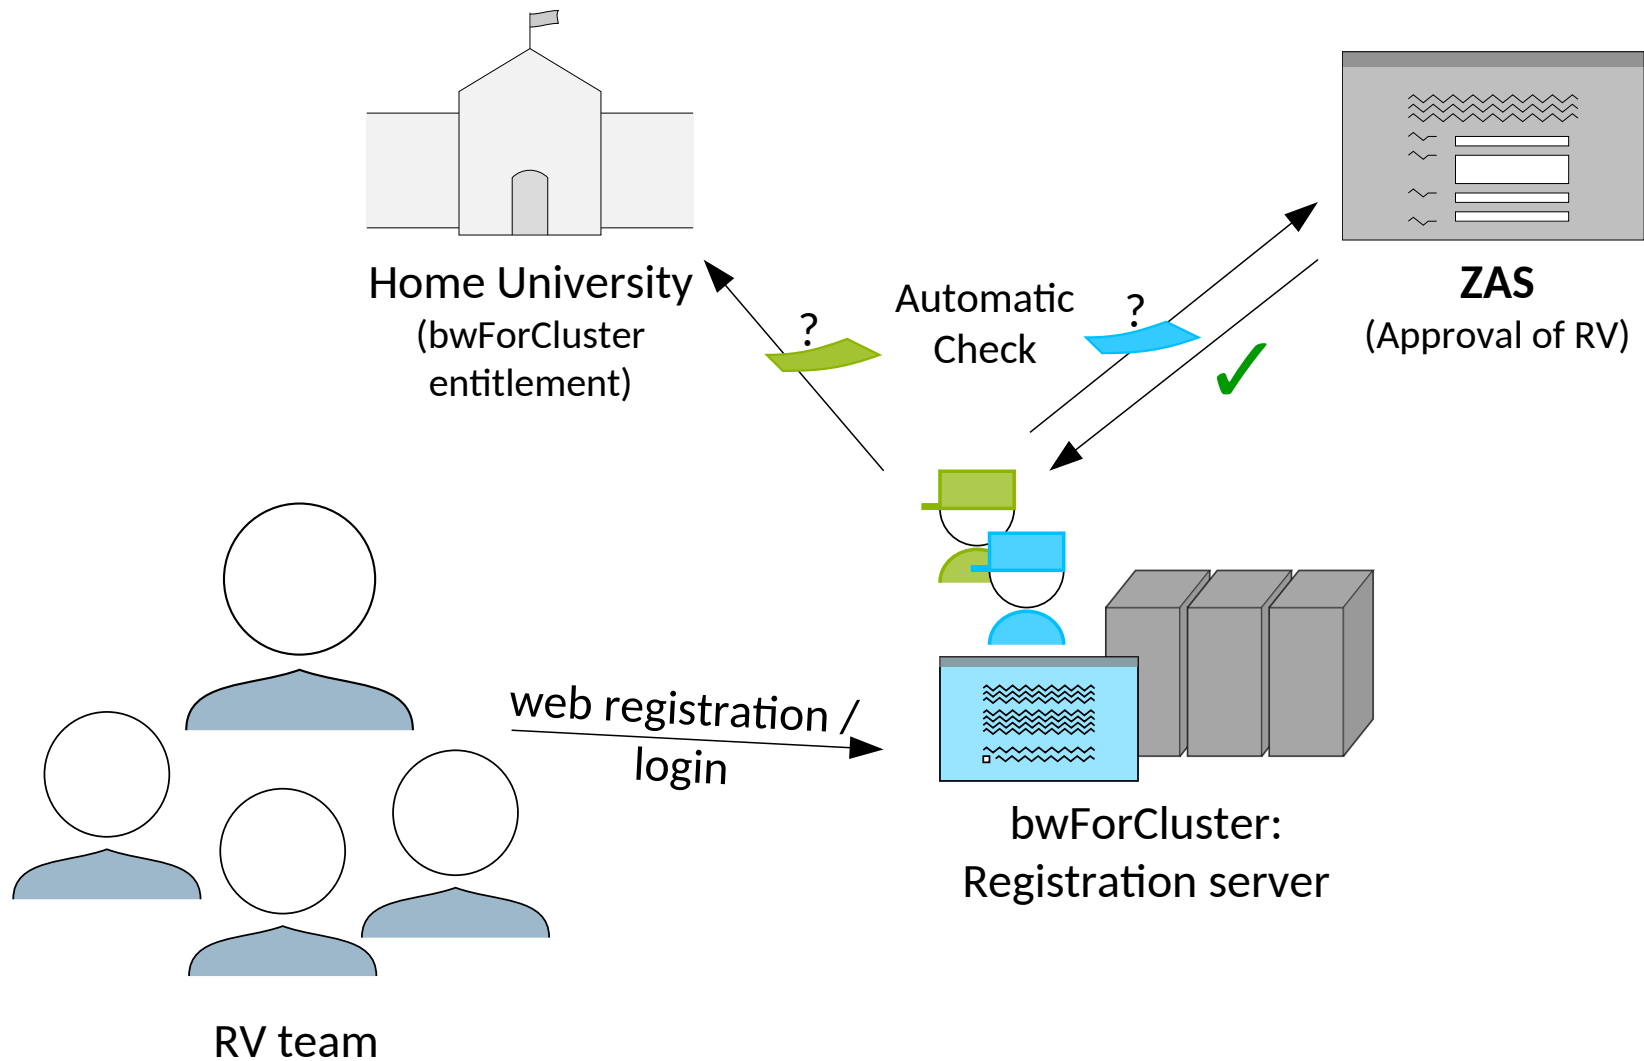 Home University
(bwForCluster
entitlement)
?
Automatic
Check
?
ZAS
(Approval of RV)
✓
web registration /
login
bwForCluster:
Registration server
RV team